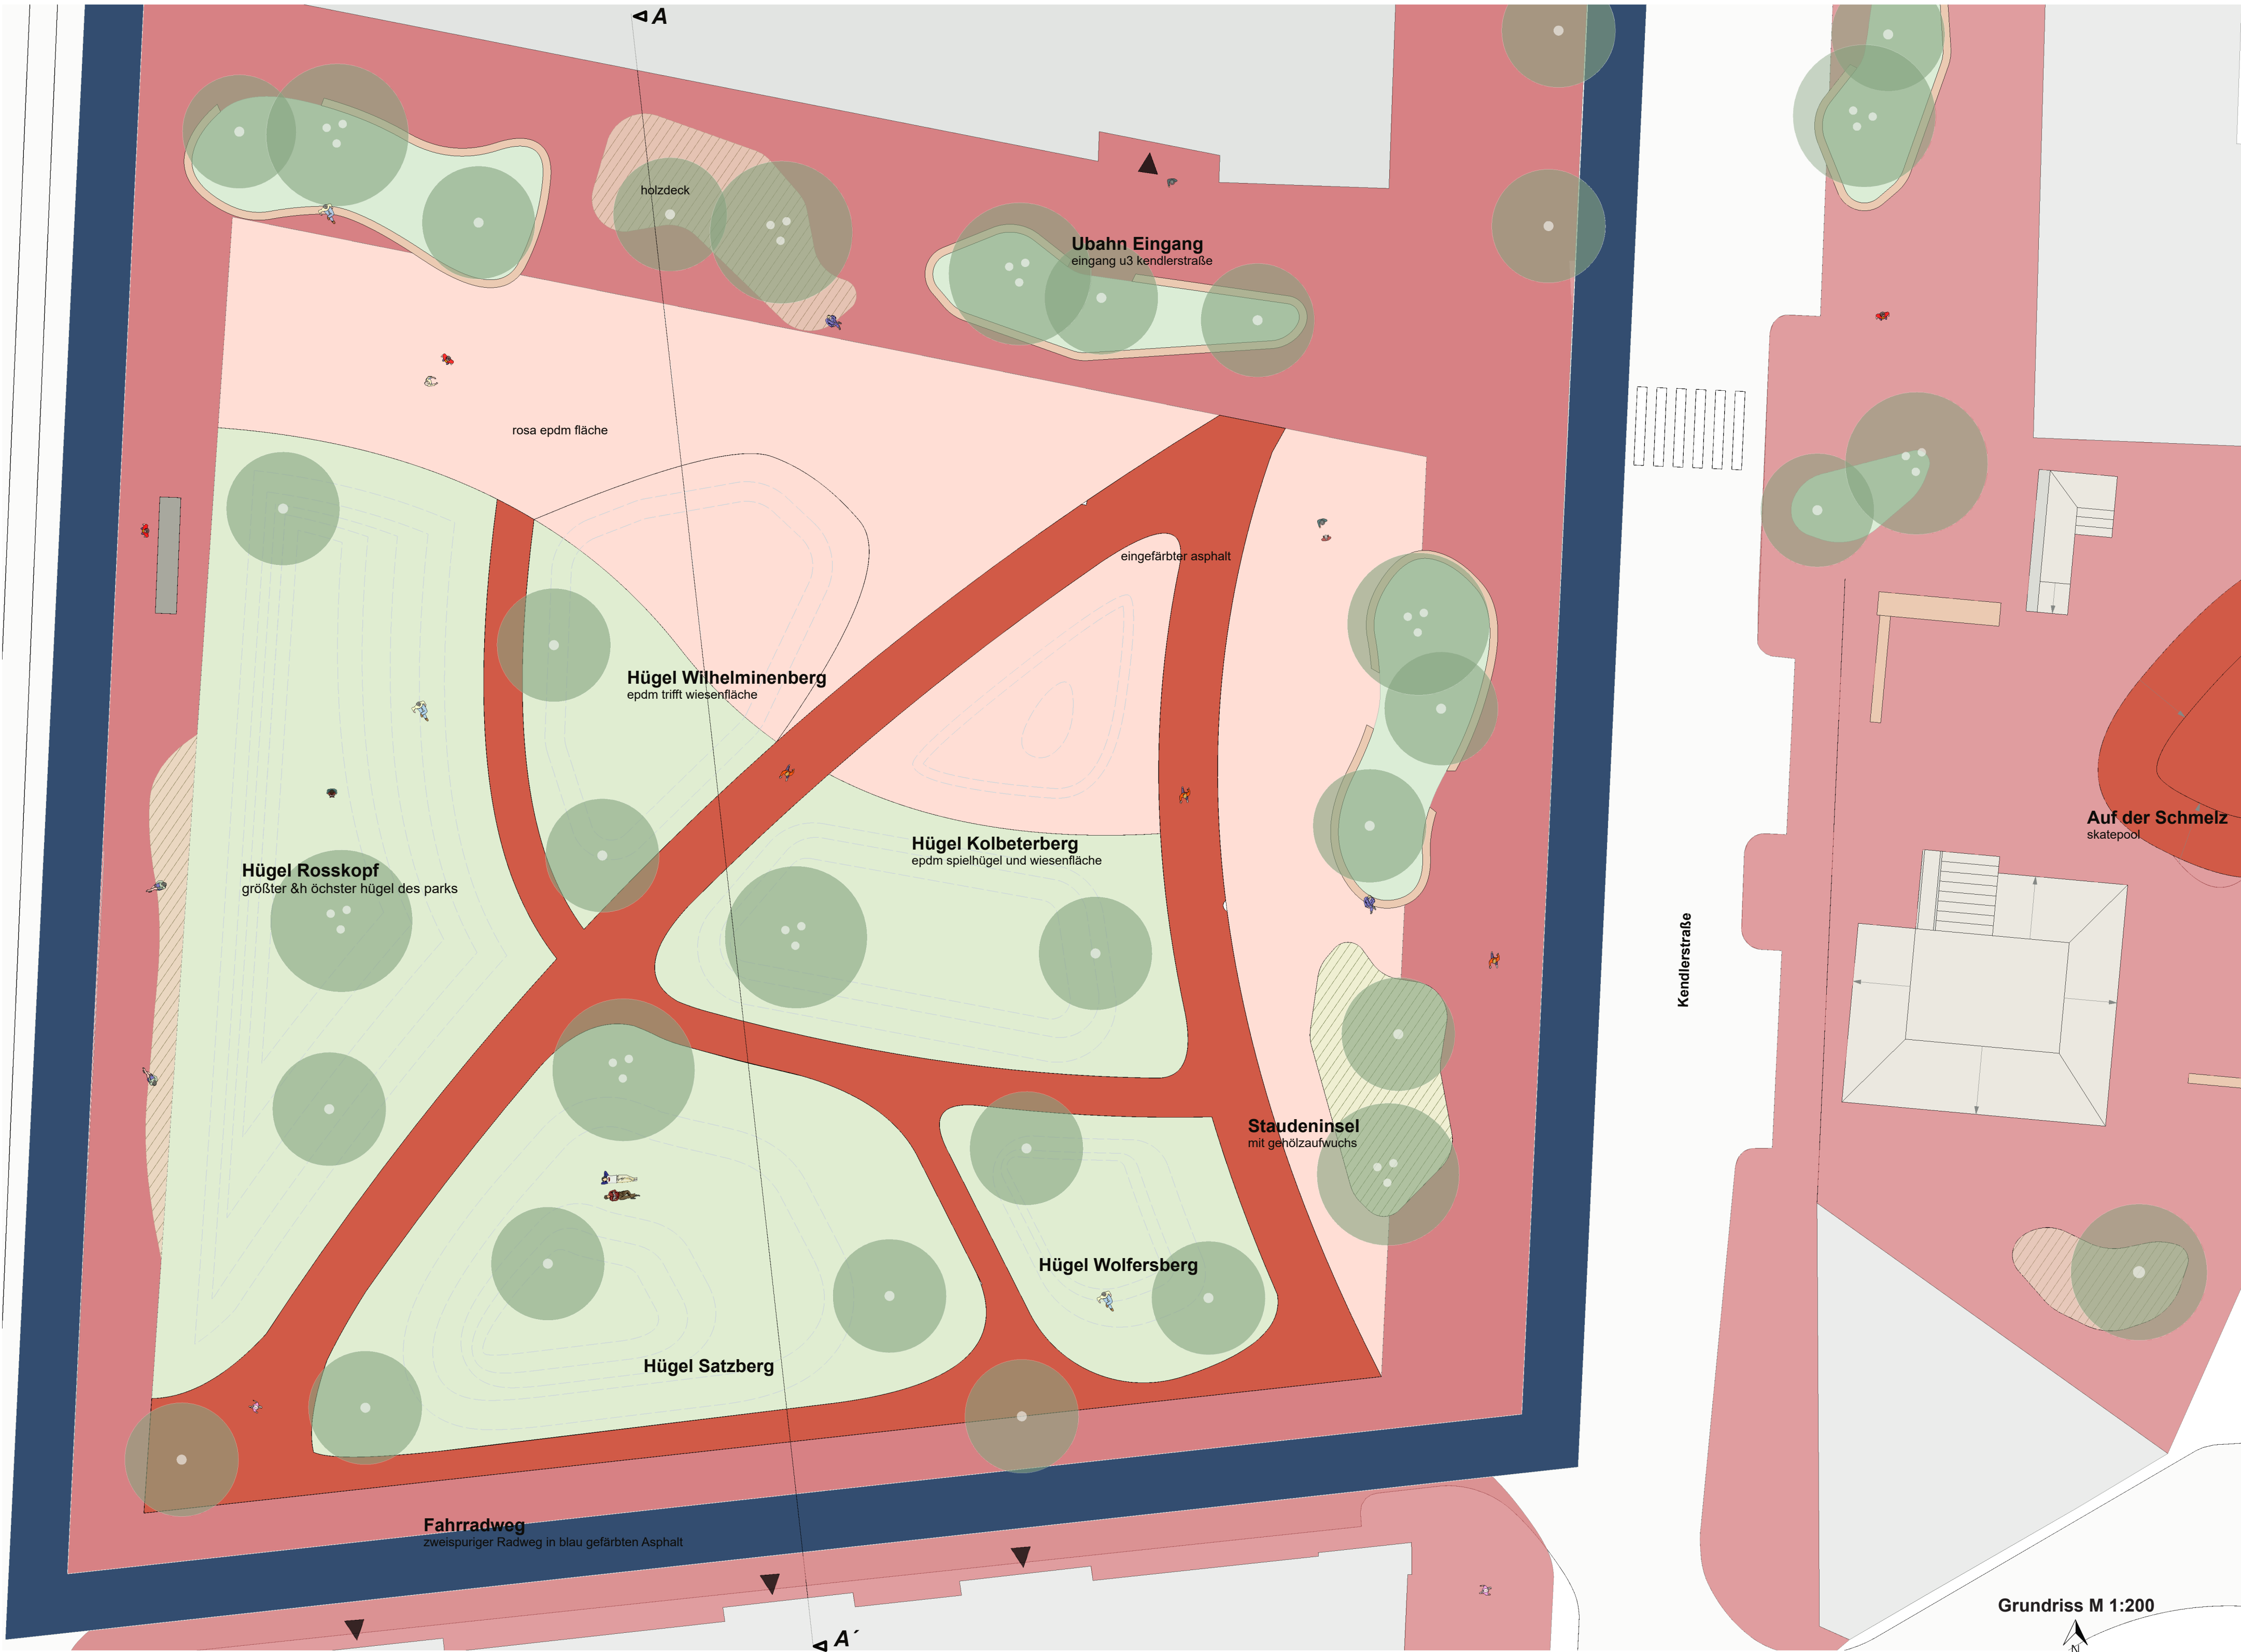 A
holzdeck
Ubahn Eingang
eingang u3 kendlerstraße
rosa epdm fläche
eingefärbter asphalt
Hügel Wilhelminenberg
epdm trifft wiesenfläche
Auf der Schmelz
skatepool
Hügel Kolbeterberg
epdm spielhügel und wiesenfläche
Hügel Rosskopf
größter &h öchster hügel des parks
Kendlerstraße
Staudeninsel
mit gehölzaufwuchs
Hügel Wolfersberg
Hügel Satzberg
Fahrradweg
zweispuriger Radweg in blau gefärbten Asphalt
Grundriss M 1:200
A´
N